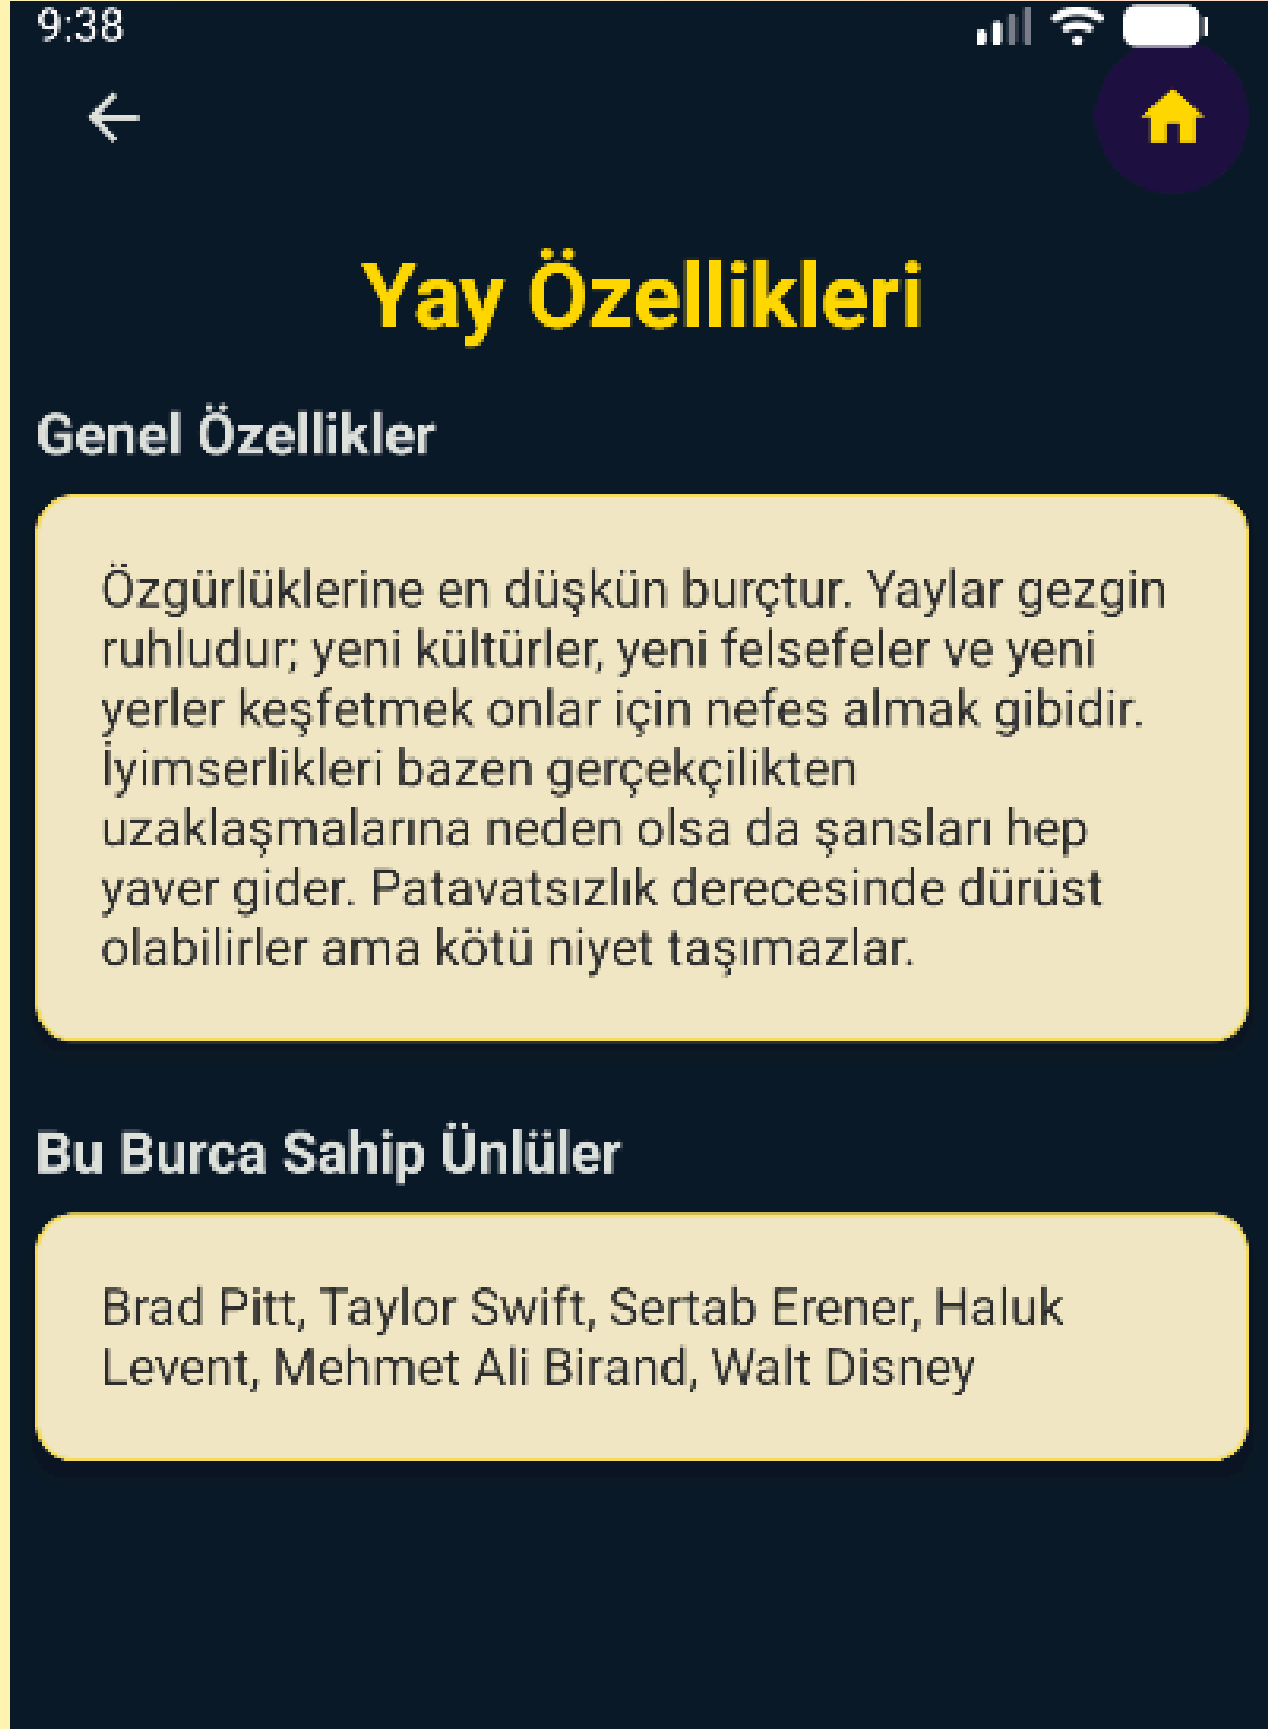 9:38
Yay Özellikleri
Genel Özellikler
Özgürlüklerine en düşkün burçtur. Yaylar gezgin
ruhludur; yeni kültürler, yeni felsefeler ve yeni
yerler keşfetmek onlar için nefes almak gibidir.
İyimserlikleri bazen gerçekçilikten
uzaklaşmalarına neden olsa da şansları hep
yaver gider. Patavatsızlık derecesinde dürüst
olabilirler ama kötü niyet taşımazlar.
Bu Burca Sahip Ünlüler
Brad Pitt, Taylor Swift, Sertab Erener, Haluk
Levent, Mehmet Ali Birand, Walt Disney